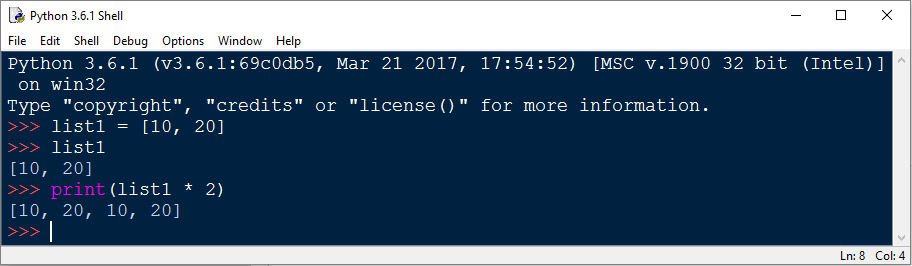 Python 3.6.1 Shell
File Edit Shell Debug Options Window Help
Python 3.6.1 (v3.6.1:69c0db5, Mar 21 2017, 17:54:52) [MSC v.1900 32 bit (Intel)]
 on win32
Type "copyright", "credits" or "license()" for more information.
>>> list1 = [10, 20]
>>> list1
[10, 20]
>>> print(list1 * 2)
[10, 20, 10, 20]
>>>
Ln: 8 Col: 4